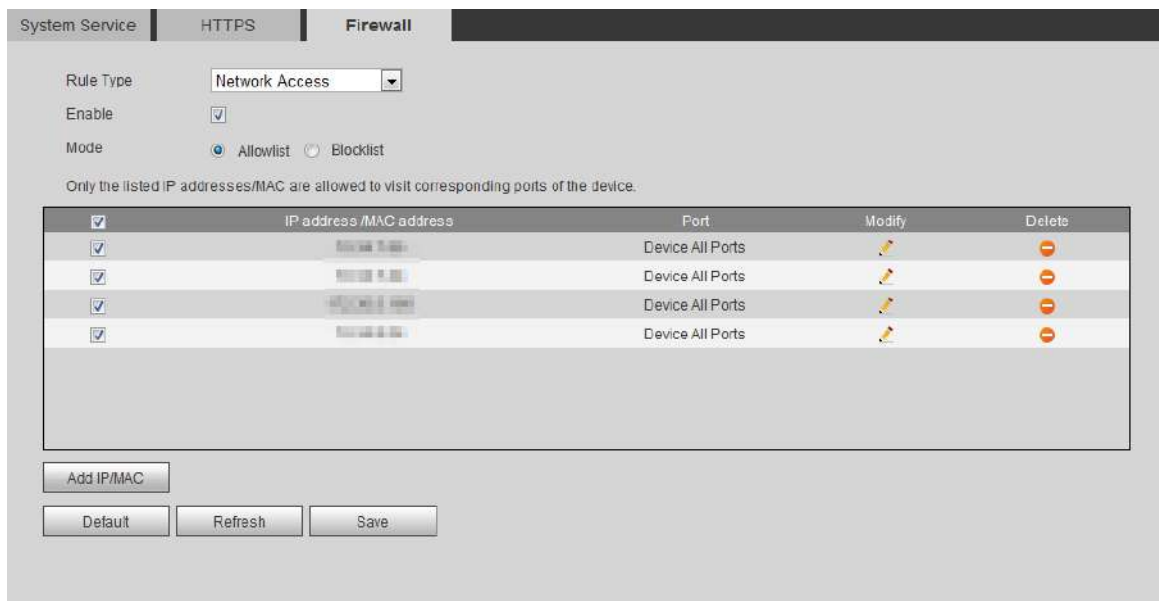 System Service HTTPS Firewall
Rule Type Network Access
Enable
Mode Allowlist Blocklist
Only the listed IP addresses/MAC are allowed to visit corresponding ports of the device.
IP address /MAC address Port Modify Delete
Device All Ports
Device All Ports
Device All Ports
Device All Ports
Add IP/MAC
Default Refresh Save